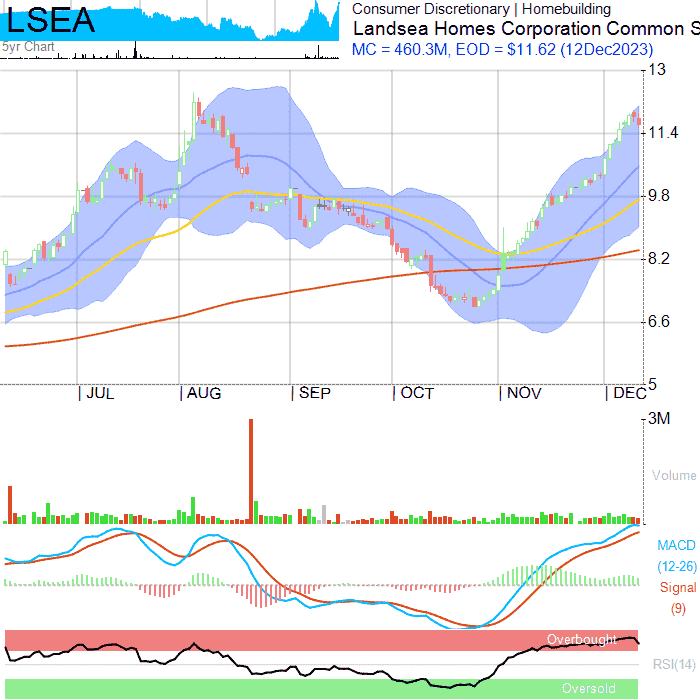 LSEA
5yr Chart
Consumer Discretionary | Homebuilding
Landsea Homes Corporation Common S
MC = 460.3M, EOD = $11.62 (12Dec2023)
13
11.4
9.8
8.2
6.6
5
JUL AUG SEP OCT NOV DEC
3M
Volume
MACD
(12-26)
Signal
(9)
Overbought
RSI(14)
Oversold